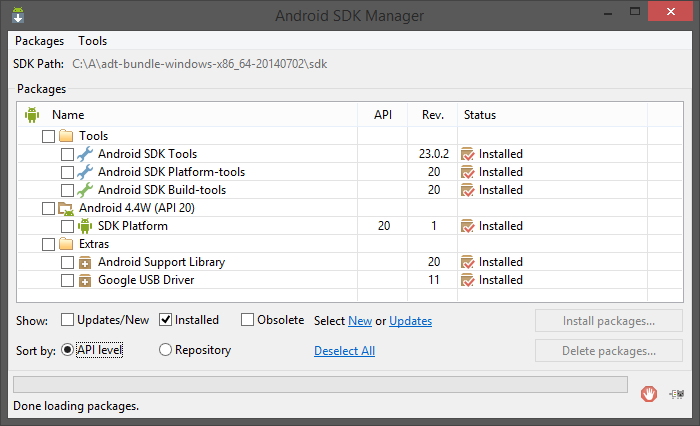 Android SDK Manager
Packages Tools
SDK Path: C:\A\adt-bundle-windows-x86_64-20140702\sdk
Packages
Name API Rev. Status
Tools
Android SDK Tools 23.0.2 Installed
Android SDK Platform-tools 20 Installed
Android SDK Build-tools 20 Installed
Android 4.4W (API 20)
SDK Platform 20 1 Installed
Extras
Android Support Library 20 Installed
Google USB Driver 11 Installed
Show: Updates/New Installed Obsolete Select New or Updates Install packages...
Sort by: API level Repository Deselect All Delete packages...
Done loading packages.